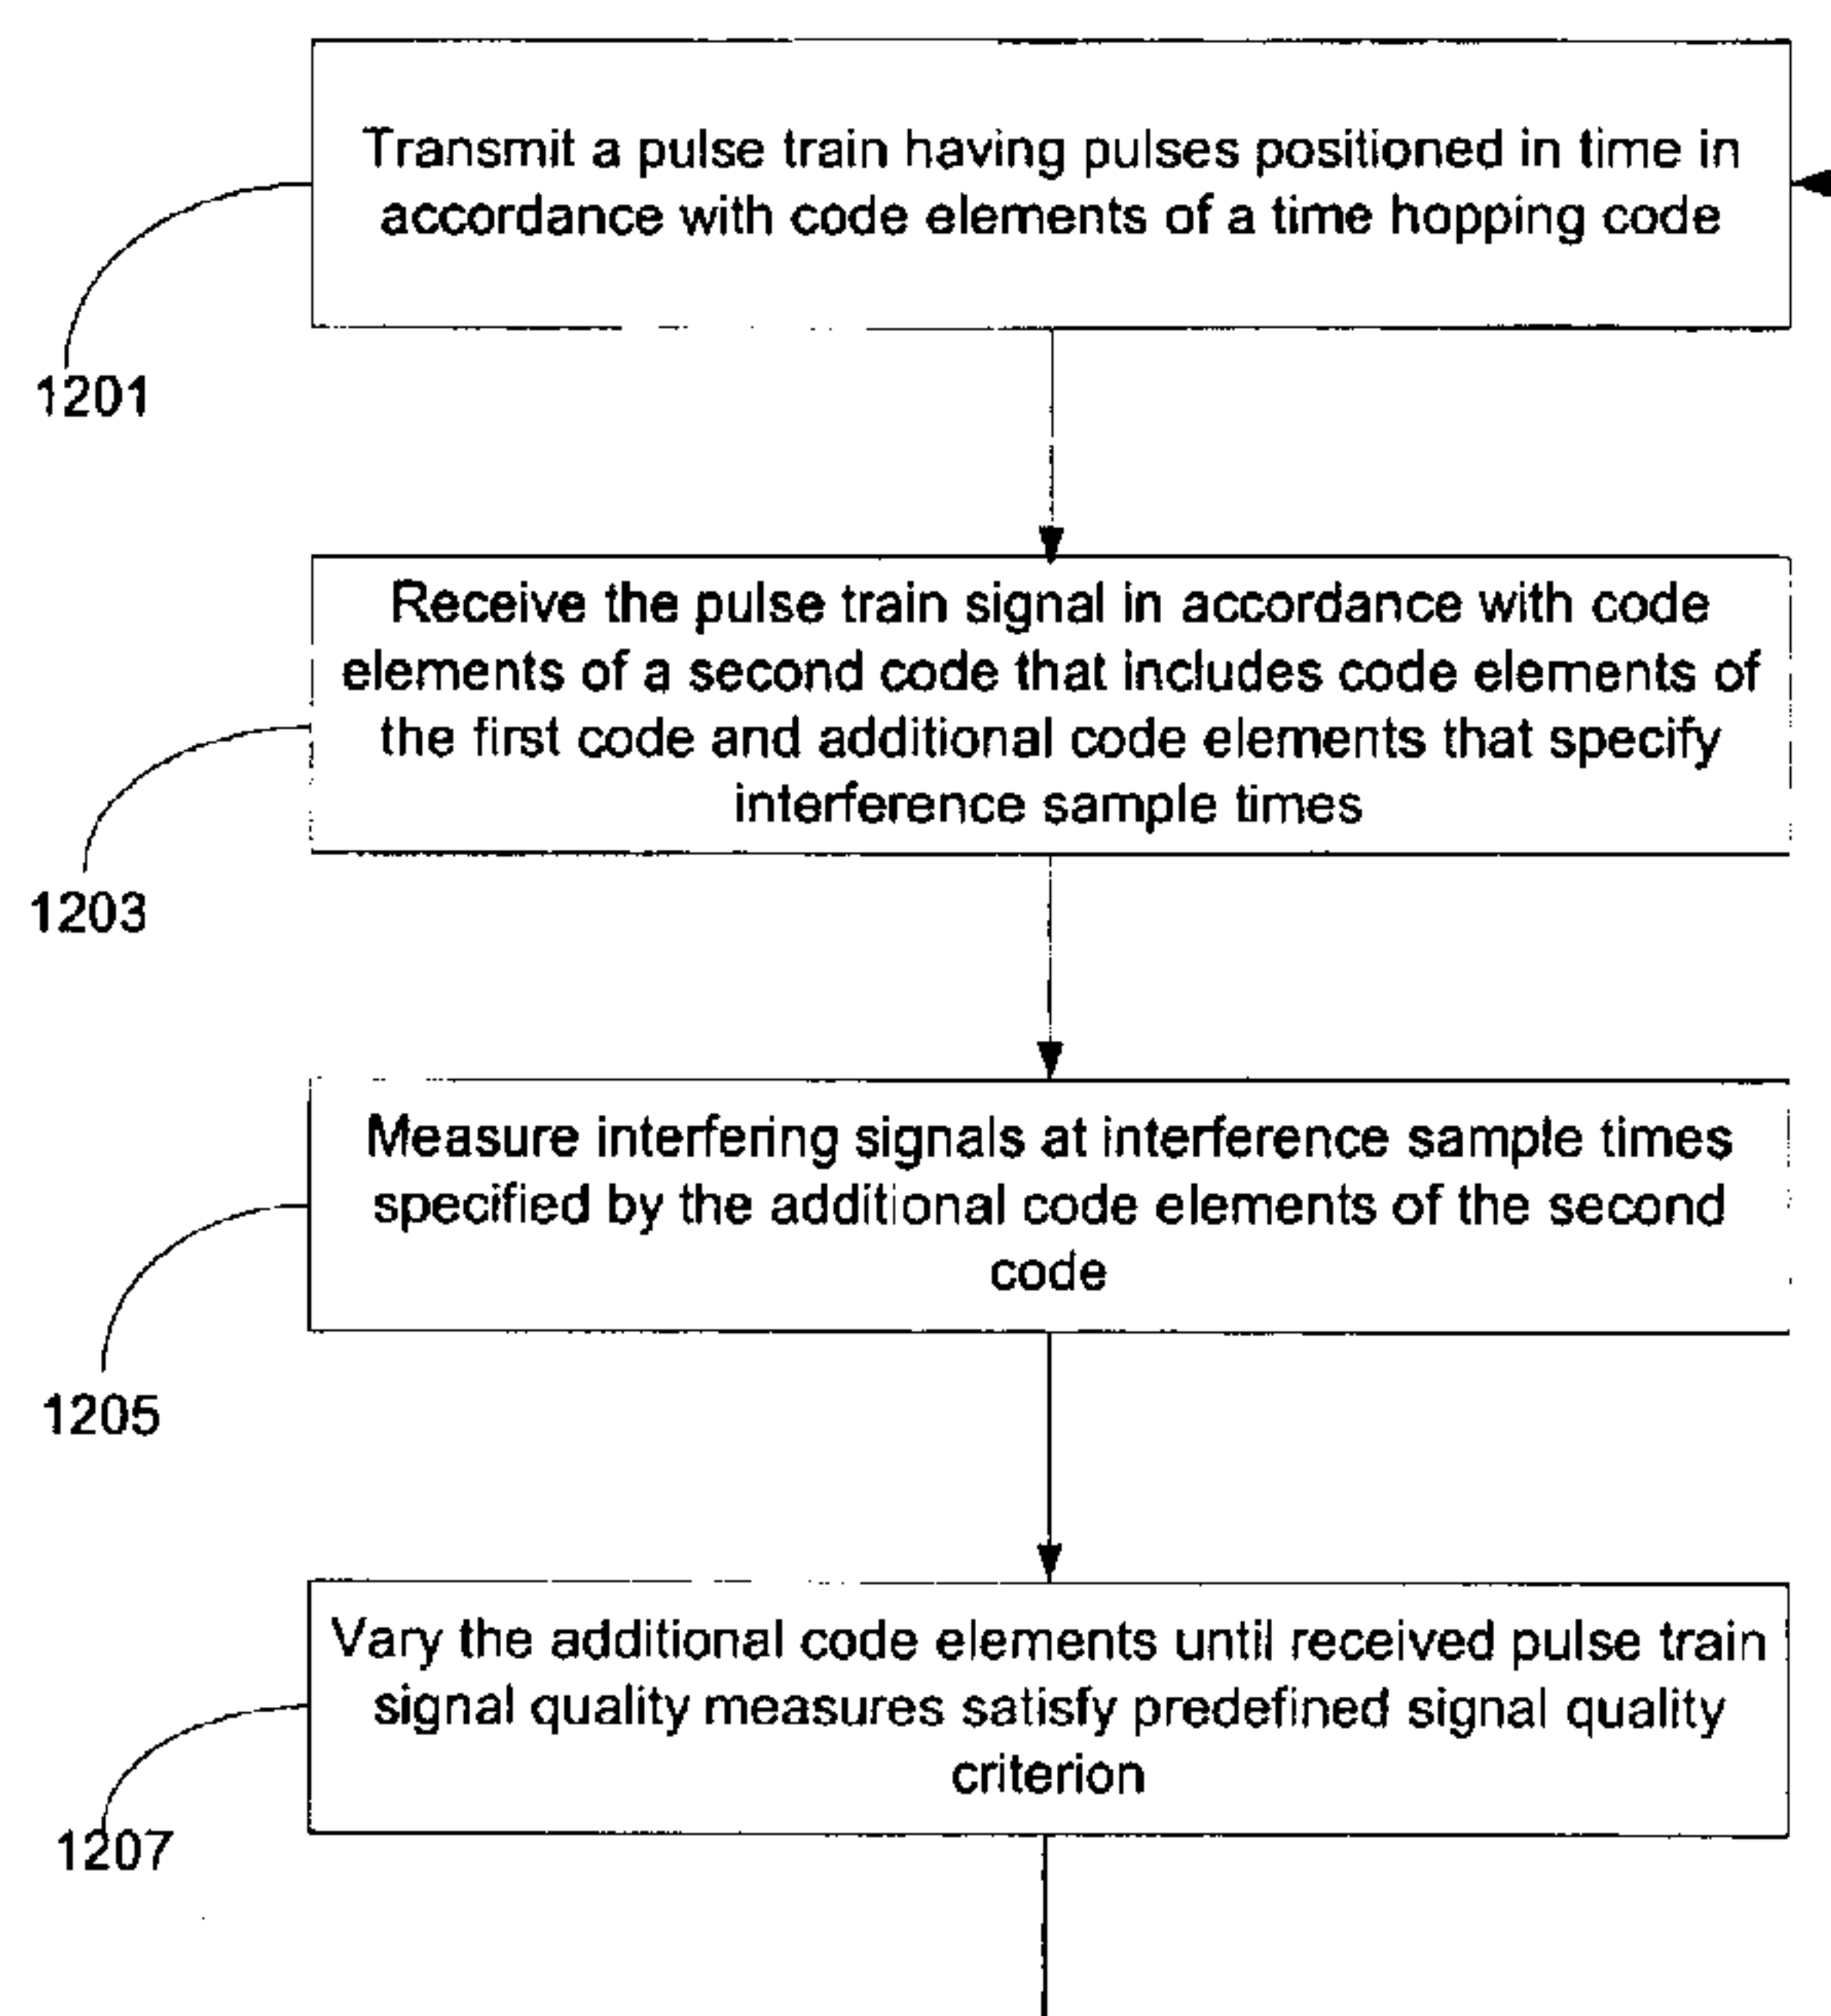 Transmit a pulse train having pulses positioned in time in
accordance with code elements of a time hopping code
1201
Receive the pulse train signal in accordance with code
elements of a second code that includes code elements of
the first code and additional code elements that specify
interference sample times
1203
Measure interfering signals at interference sample times
specified by the additional code elements of the second
code
1205
Vary the additional code elements until received pulse train
signal quality measures satisfy predefined signal quality
criterion
1207